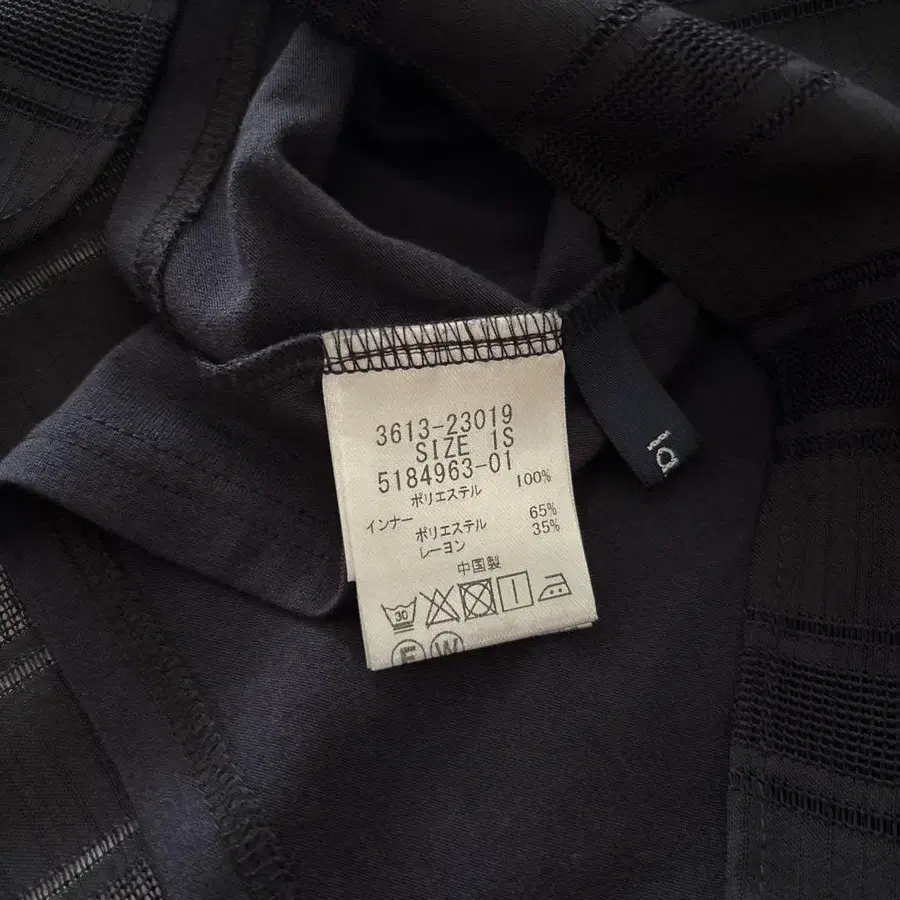 3613-23019
SIZE 1S
5184963-01
ポリエステル 100%
インナー
ポリエステル 65%
レーヨン 35%
中国製
30
F W